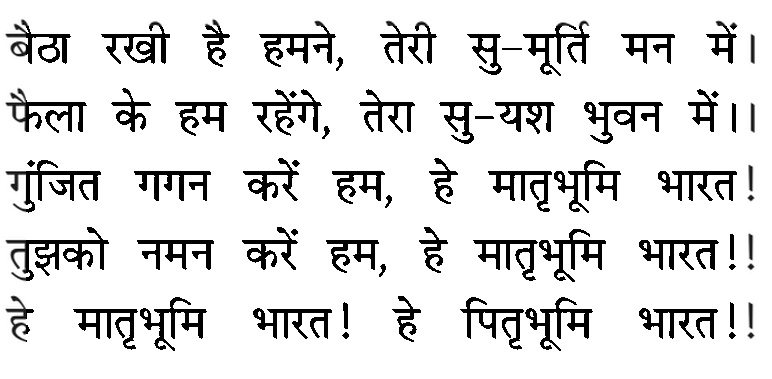 बैठा रखी है हमने, तेरी सु-मूर्ति मन में।
फैला के हम रहेंगे, तेरा सु-यश भुवन में।।
गुंजित गगन करें हम, हे मातृभूमि भारत!
तुझको नमन करें हम, हे मातृभूमि भारत!!
हे मातृभूमि भारत! हे पितृभूमि भारत!!